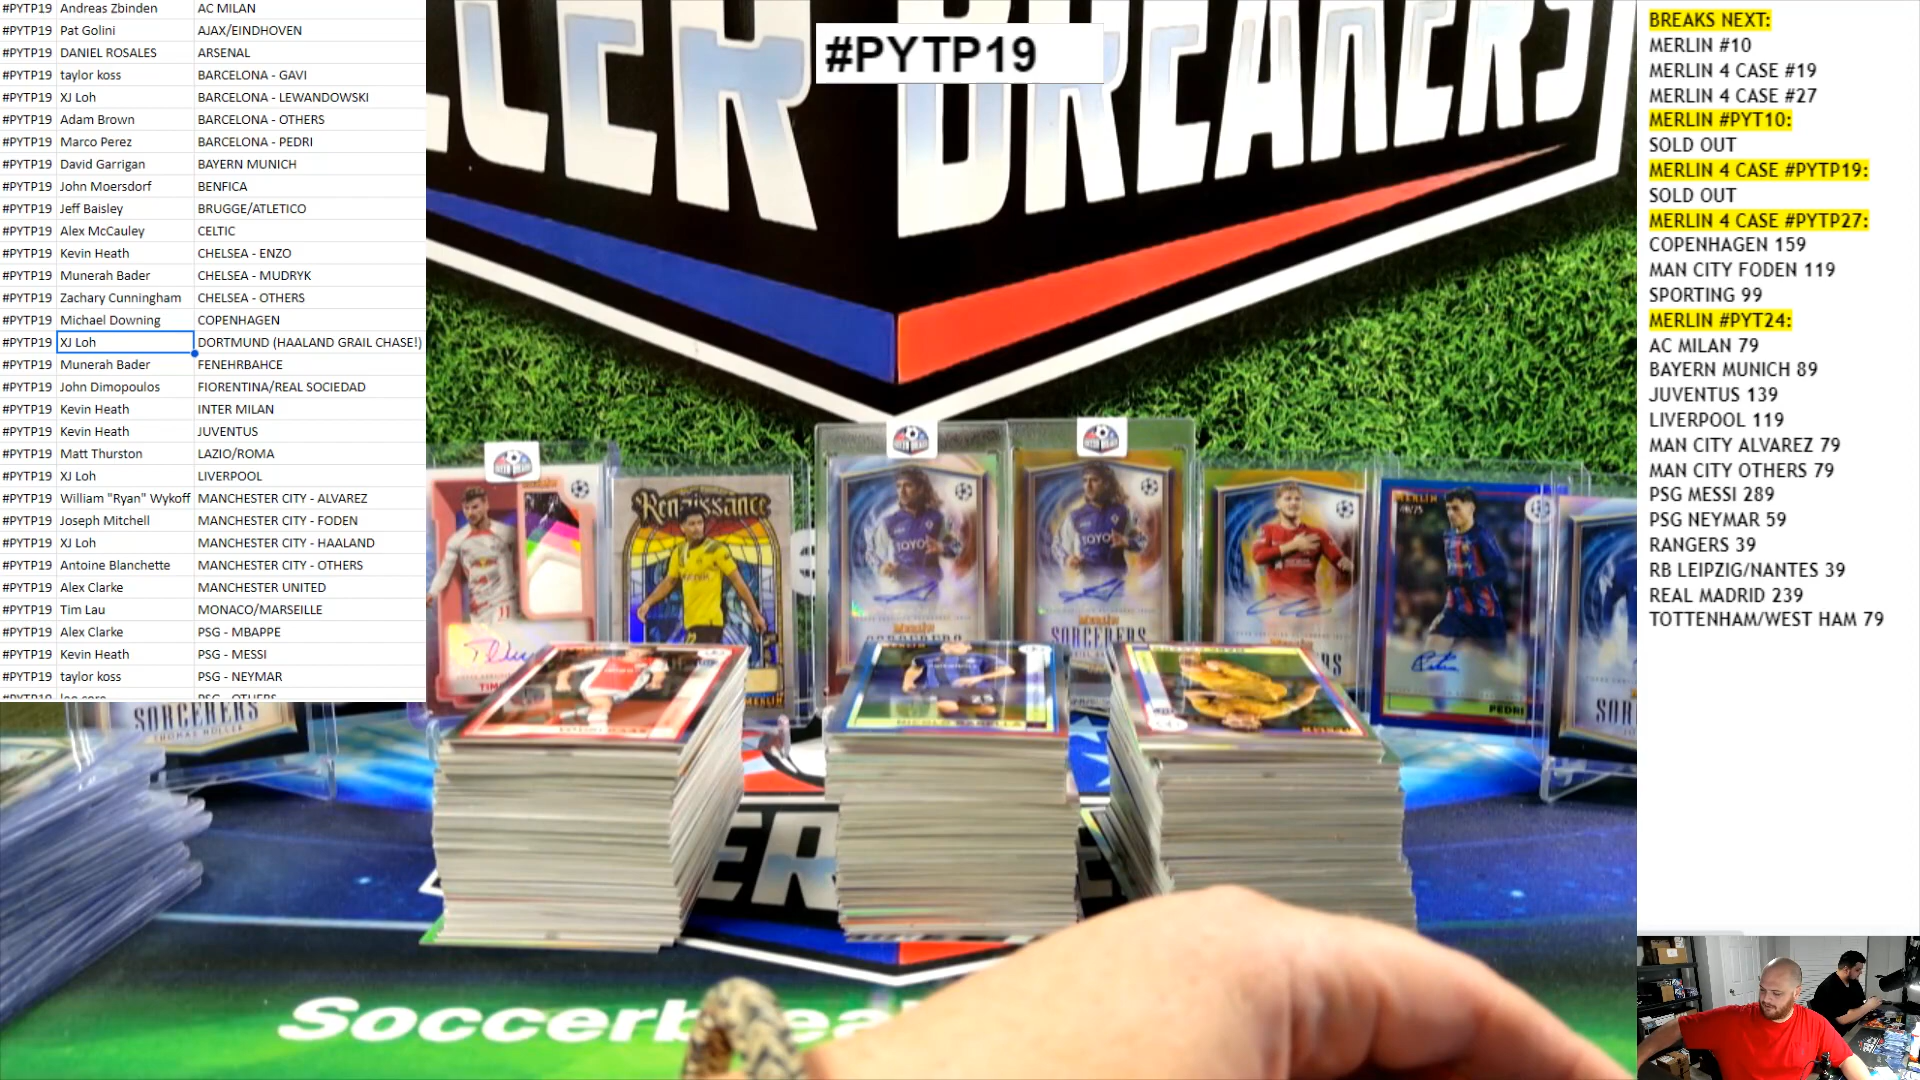 #PYTP19 Andreas Zbinden AC MILAN
#PYTP19 Pat Golini AJAX/EINDHOVEN
#PYTP19 DANIEL ROSALES ARSENAL
#PYTP19 taylor koss BARCELONA - GAVI
#PYTP19 XJ Loh BARCELONA - LEWANDOWSKI
#PYTP19 Adam Brown BARCELONA - OTHERS
#PYTP19 Marco Perez BARCELONA - PEDRI
#PYTP19 David Garrigan BAYERN MUNICH
#PYTP19 John Moersdorf BENFICA
#PYTP19 Jeff Baisley BRUGGE/ATLETICO
#PYTP19 Alex McCauley CELTIC
#PYTP19 Kevin Heath CHELSEA - ENZO
#PYTP19 Munerah Bader CHELSEA - MUDRYK
#PYTP19 Zachary Cunningham CHELSEA - OTHERS
#PYTP19 Michael Downing COPENHAGEN
#PYTP19 XJ Loh DORTMUND (HAALAND GRAIL CHASE!)
#PYTP19 Munerah Bader FENEHRBAHCE
#PYTP19 John Dimopoulos FIORENTINA/REAL SOCIEDAD
#PYTP19 Kevin Heath INTER MILAN
#PYTP19 Kevin Heath JUVENTUS
#PYTP19 Matt Thurston LAZIO/ROMA
#PYTP19 XJ Loh LIVERPOOL
#PYTP19 William "Ryan" Wykoff MANCHESTER CITY - ALVAREZ
#PYTP19 Joseph Mitchell MANCHESTER CITY - FODEN
#PYTP19 XJ Loh MANCHESTER CITY - HAALAND
#PYTP19 Antoine Blanchette MANCHESTER CITY - OTHERS
#PYTP19 Alex Clarke MANCHESTER UNITED
#PYTP19 Tim Lau MONACO/MARSEILLE
#PYTP19 Alex Clarke PSG - MBAPPE
#PYTP19 Kevin Heath PSG - MESSI
#PYTP19 taylor koss PSG - NEYMAR
#PYTP19
BREAKERS
Renaissance
TOYO
MERLIN
SORCERERS
PEDRI
SORCERERS
BREAKS NEXT:
MERLIN #10
MERLIN 4 CASE #19
MERLIN 4 CASE #27
MERLIN #PYT10:
SOLD OUT
MERLIN 4 CASE #PYTP19:
SOLD OUT
MERLIN 4 CASE #PYTP27:
COPENHAGEN 159
MAN CITY FODEN 119
SPORTING 99
MERLIN #PYT24:
AC MILAN 79
BAYERN MUNICH 89
JUVENTUS 139
LIVERPOOL 119
MAN CITY ALVAREZ 79
MAN CITY OTHERS 79
PSG MESSI 289
PSG NEYMAR 59
RANGERS 39
RB LEIPZIG/NANTES 39
REAL MADRID 239
TOTTENHAM/WEST HAM 79